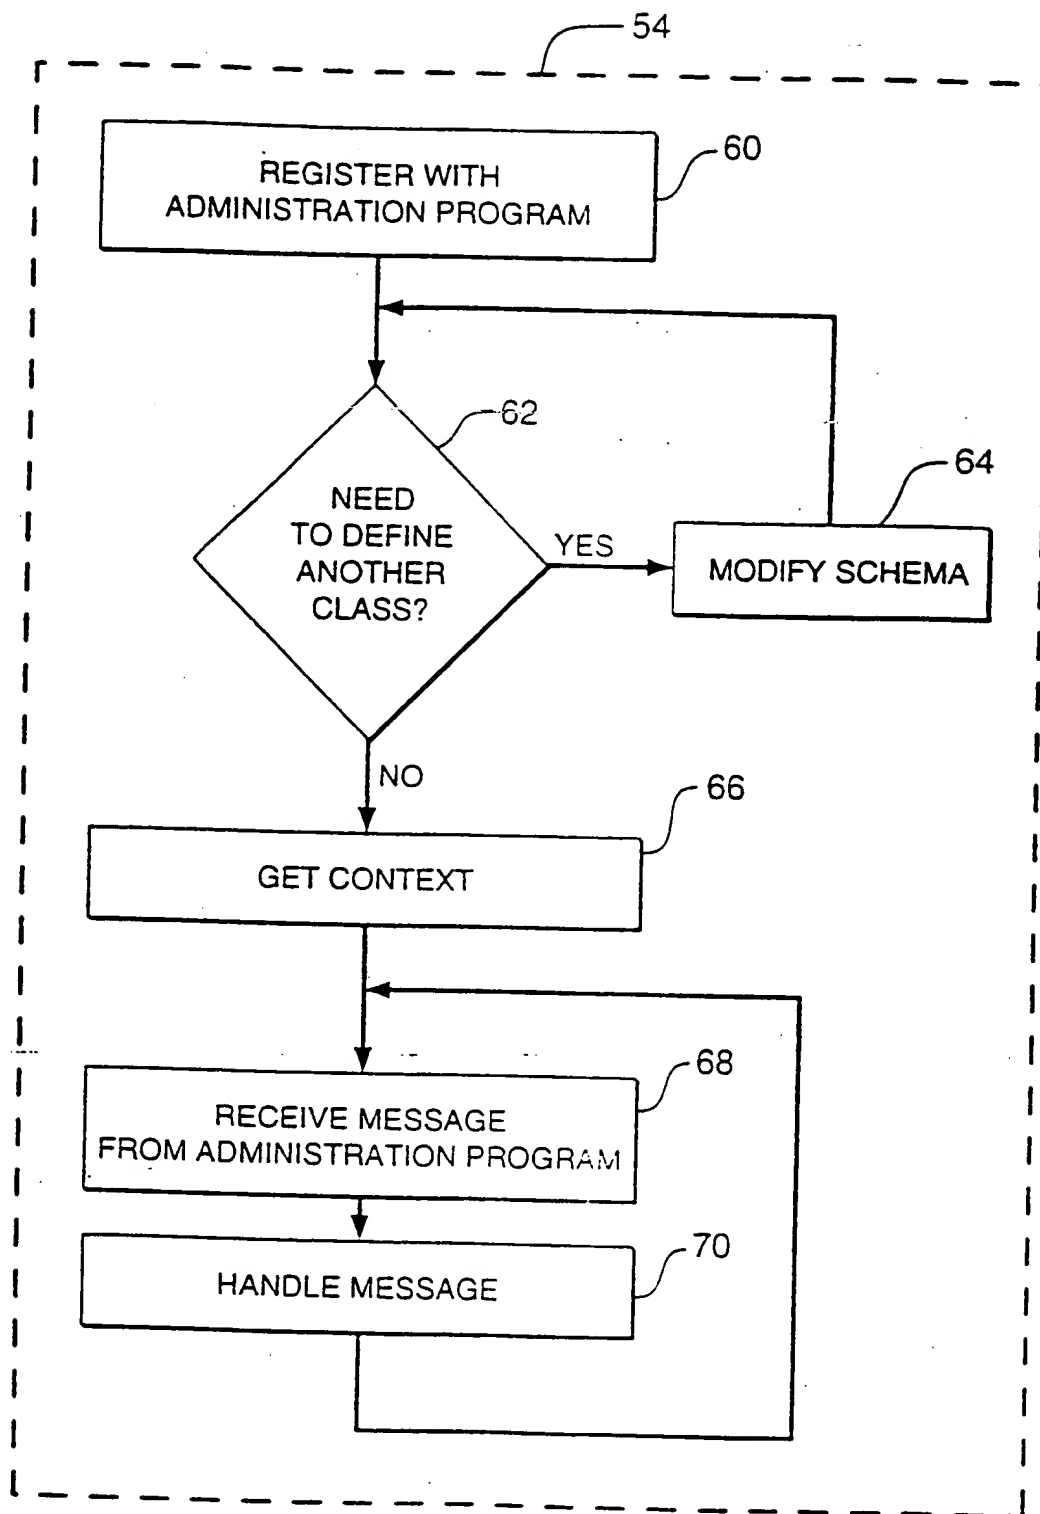 54
60
REGISTER WITH
ADMINISTRATION PROGRAM
62
NEED
TO DEFINE
ANOTHER
CLASS?
YES
64
MODIFY SCHEMA
NO
66
GET CONTEXT
68
RECEIVE MESSAGE
FROM ADMINISTRATION PROGRAM
70
HANDLE MESSAGE